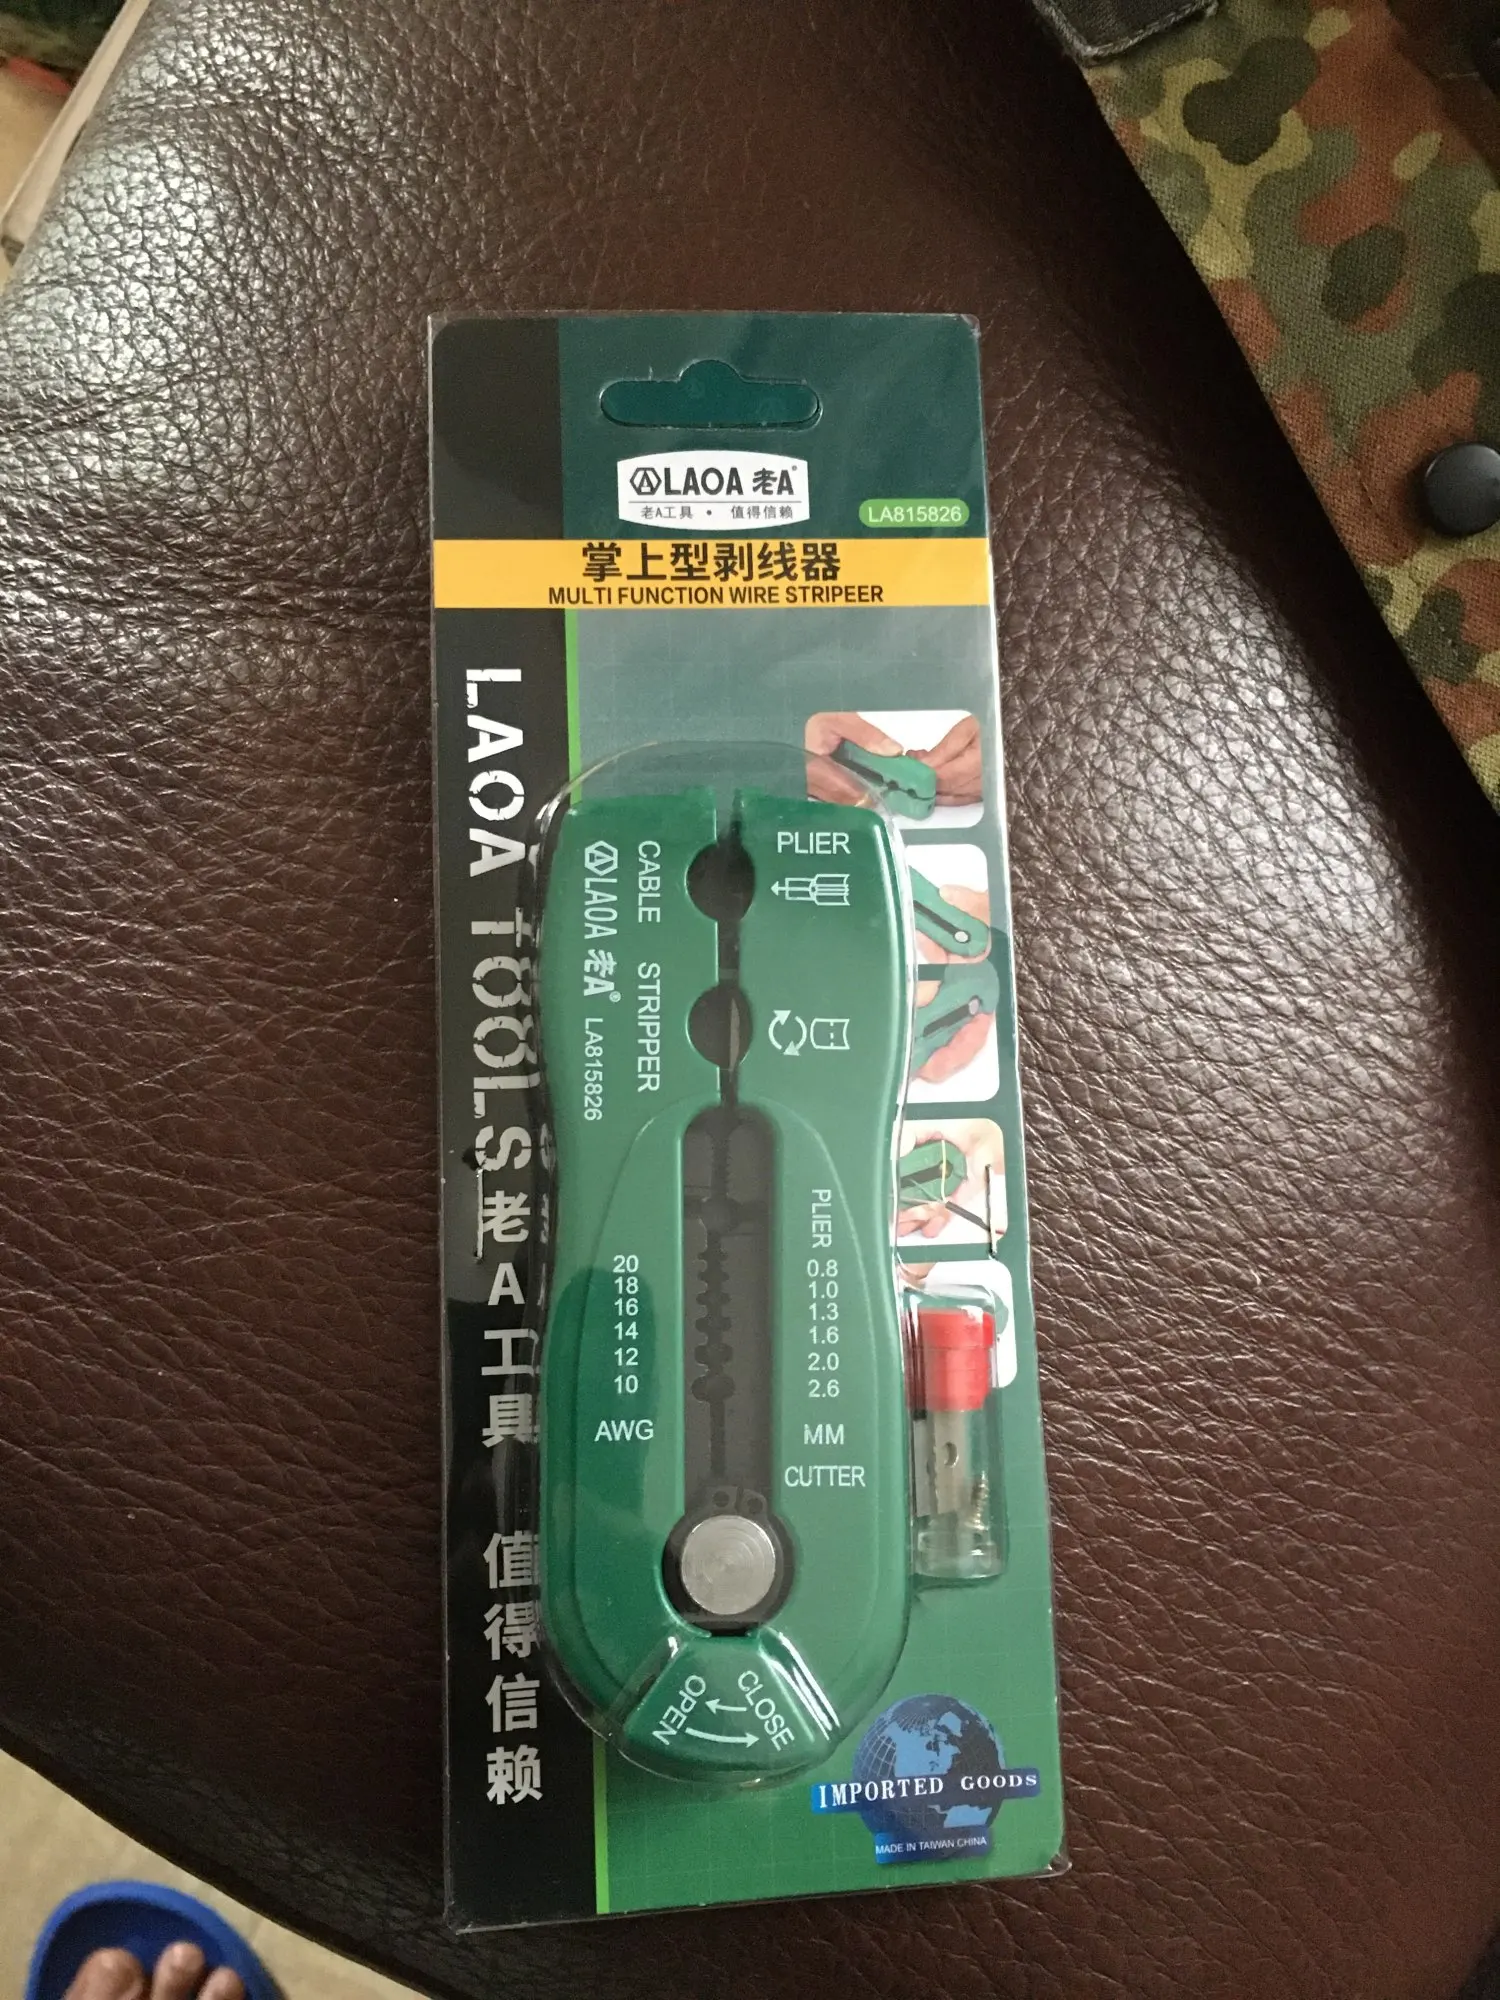 LAOA 老A®
老A工具 · 值得信赖
LA815826
掌上型剥线器
MULTI FUNCTION WIRE STRIPEER
LAOA TOOLS 老A工具 值得信赖
PLIER
CABLE STRIPPER
LAOA 老A® LA815826
PLIER
20 0.8
18 1.0
16 1.3
14 1.6
12 2.0
10 2.6
AWG MM
CUTTER
CLOSE
OPEN
IMPORTED GOODS
MADE IN TAIWAN CHINA